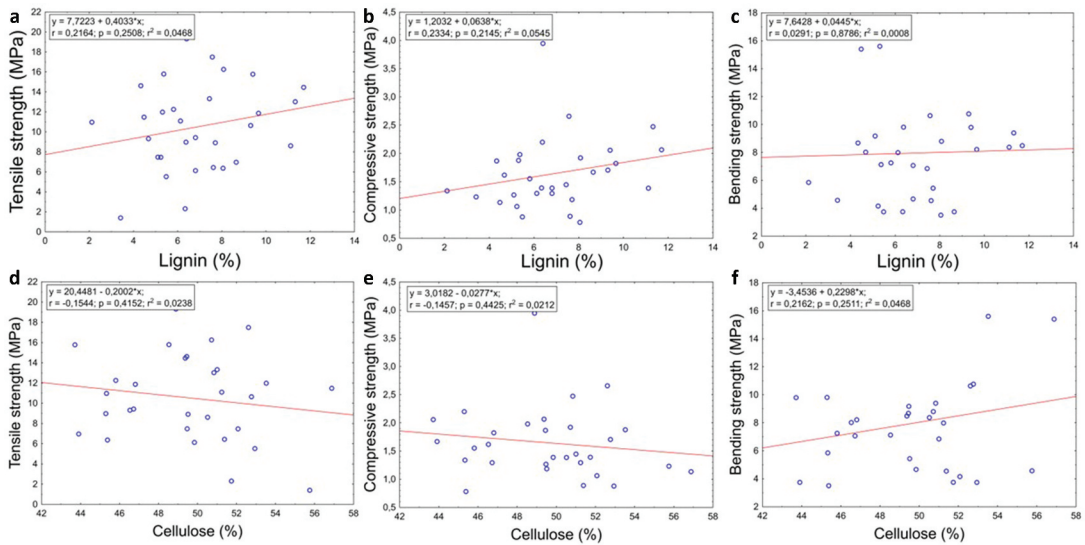 a
y = 7,7223 + 0,4033*x;
r = 0,2164; p = 0,2508; r² = 0,0468
22
20
18
16
14
12
10
8
6
4
2
0
Tensile strength (MPa)
0 2 4 6 8 10 12 14
Lignin (%)
b
y = 1,2032 + 0,0638*x;
r = 0,2334; p = 0,2145; r² = 0,0545
4,5
4,0
3,5
3,0
2,5
2,0
1,5
1,0
0,5
Compressive strength (MPa)
0 2 4 6 8 10 12 14
Lignin (%)
c
y = 7,6428 + 0,0445*x;
r = 0,0291; p = 0,8786; r² = 0,0008
18
16
14
12
10
8
6
4
2
Bending strength (MPa)
0 2 4 6 8 10 12 14
Lignin (%)
d
y = 20,4481 - 0,2002*x;
r = -0,1544; p = 0,4152; r² = 0,0238
22
20
18
16
14
12
10
8
6
4
2
0
Tensile strength (MPa)
42 44 46 48 50 52 54 56 58
Cellulose (%)
e
y = 3,0182 - 0,0277*x;
r = -0,1457; p = 0,4425; r² = 0,0212
4,5
4,0
3,5
3,0
2,5
2,0
1,5
1,0
0,5
Compressive strength (MPa)
42 44 46 48 50 52 54 56 58
Cellulose (%)
f
y = -3,4536 + 0,2298*x;
r = 0,2162; p = 0,2511; r² = 0,0468
18
16
14
12
10
8
6
4
2
Bending strength (MPa)
42 44 46 48 50 52 54 56 58
Cellulose (%)